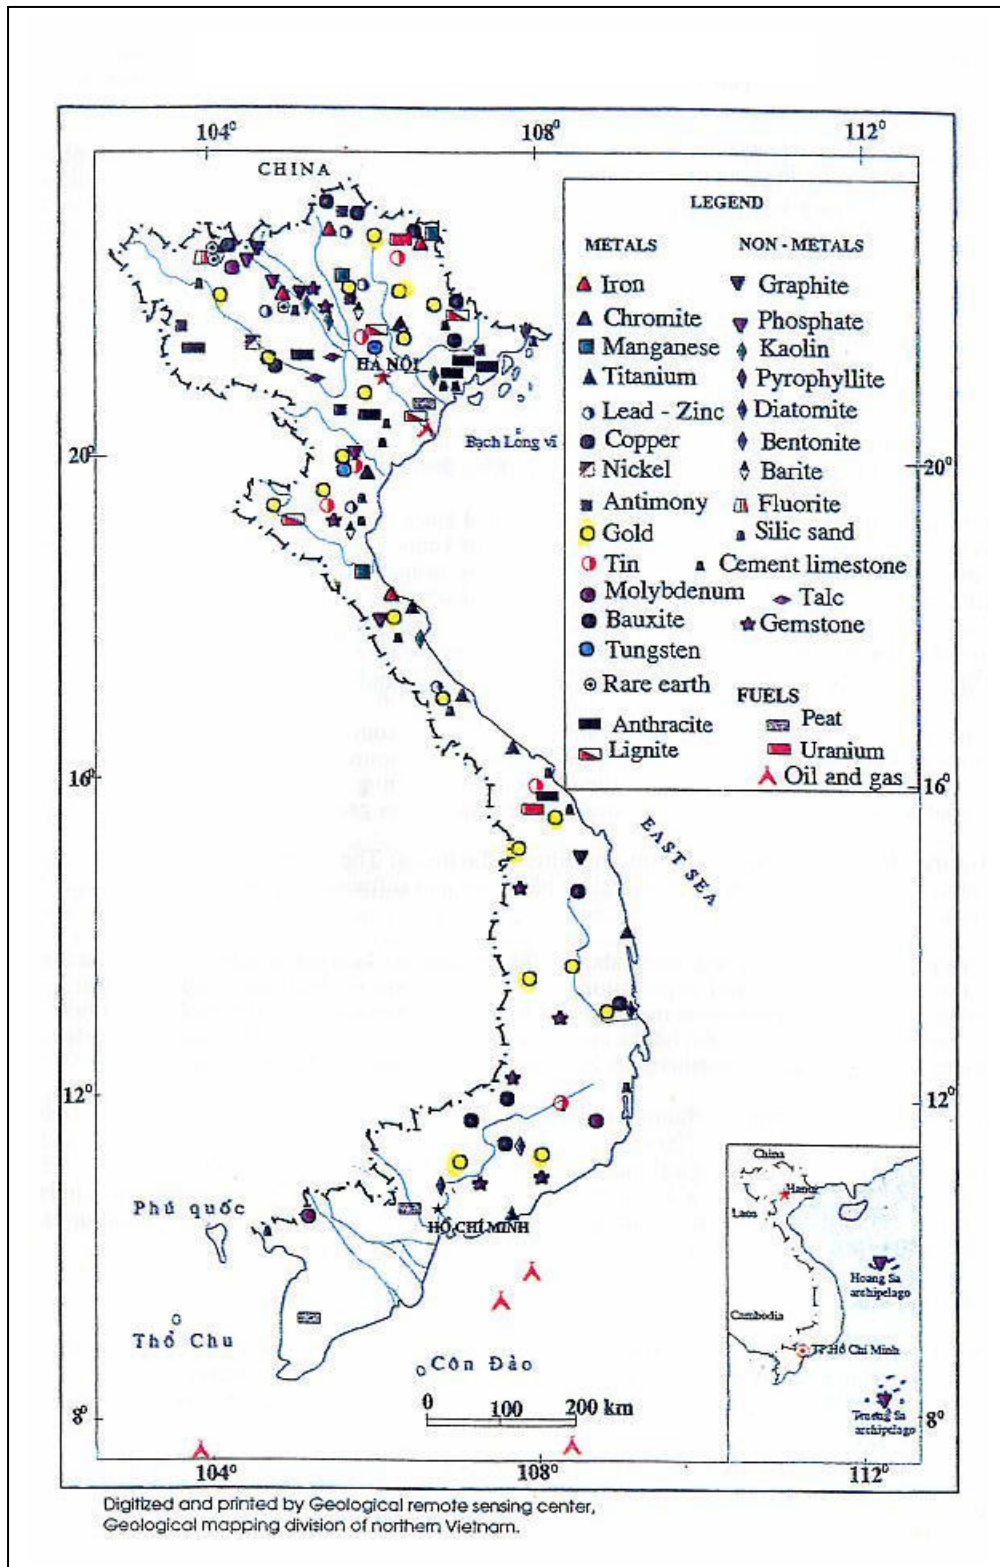 104° 108° 112°
CHINA
LEGEND
METALS NON - METALS
Iron Graphite
Chromite Phosphate
Manganese Kaolin
Titanium Pyrophyllite
Lead - Zinc Diatomite
Copper Bentonite
Nickel Barite
Antimony Fluorite
Gold Silic sand
Tin Cement limestone
Molybdenum Talc
Bauxite Gemstone
Tungsten
Rare earth FUELS
Anthracite Peat
Lignite Uranium
Oil and gas
HA NÔI
Bạch Lông vĩ
20° 20°
16° 16°
EAST SEA
12° 12°
Phú quốc
HÔ CHÍ MINH
Thổ Chu
Côn Đảo
0 100 200 km
8° 8°
China
Hanoi
Laos
Hoang Sa
archipelago
Cambodia
TP.Hồ Chí Minh
Truong Sa
archipelago
104° 108° 112°
Digitized and printed by Geological remote sensing center,
Geological mapping division of northern Vietnam.